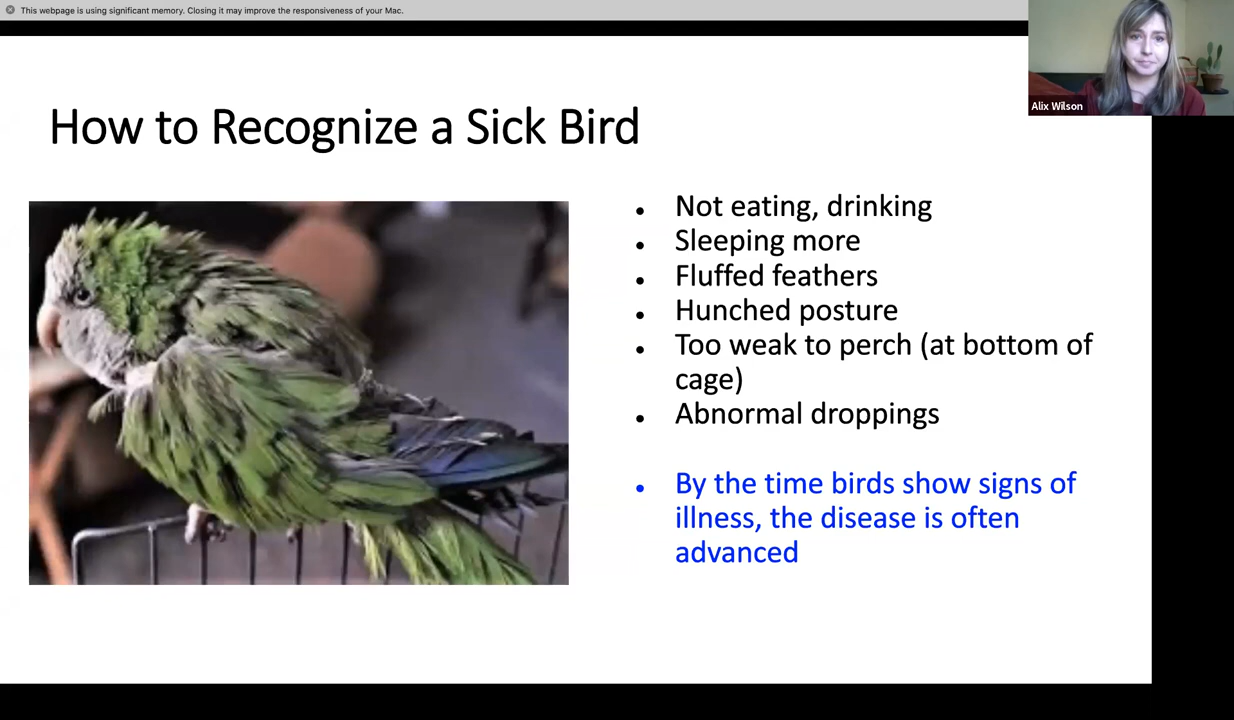 This webpage is using significant memory. Closing it may improve the responsiveness of your Mac.
Alix Wilson
How to Recognize a Sick Bird
• Not eating, drinking
• Sleeping more
• Fluffed feathers
• Hunched posture
• Too weak to perch (at bottom of
cage)
• Abnormal droppings
• By the time birds show signs of
illness, the disease is often
advanced